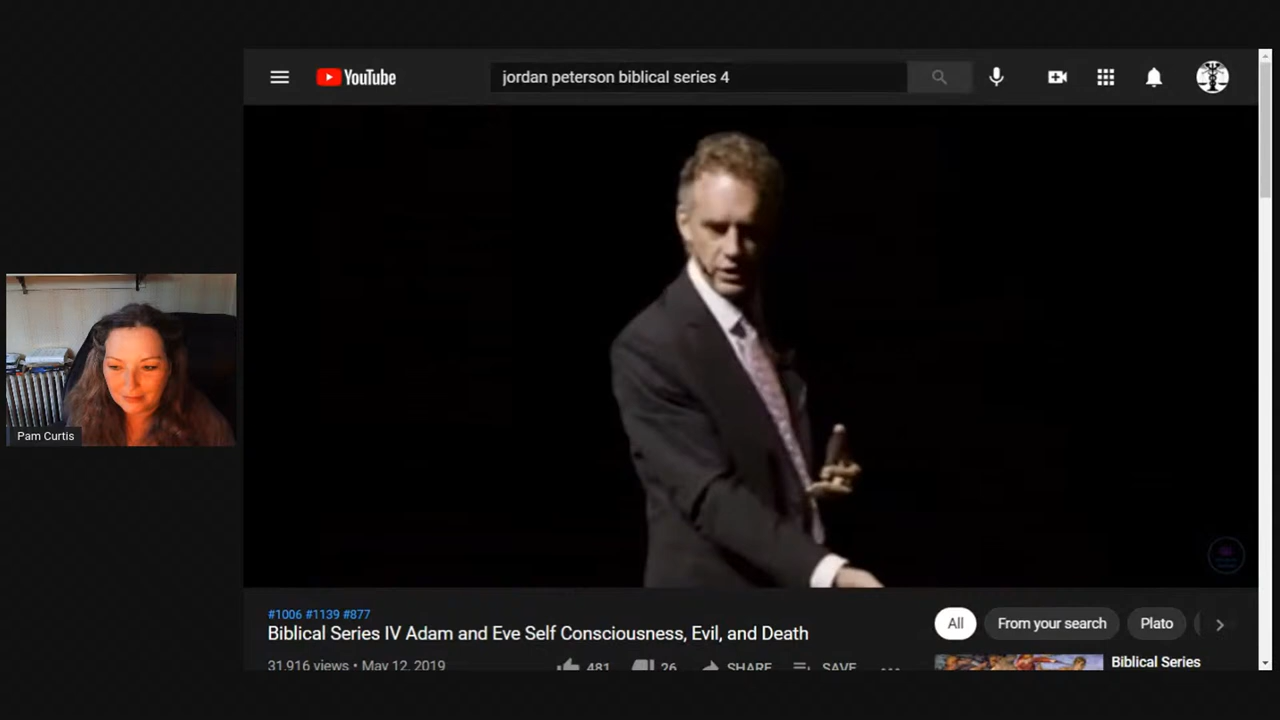 YouTube
jordan peterson biblical series 4
Pam Curtis
#1006 #1139 #877
Biblical Series IV Adam and Eve Self Consciousness, Evil, and Death
31,916 views • May 12, 2019
481
26
SHARE
SAVE
All
From your search
Plato
Biblical Series